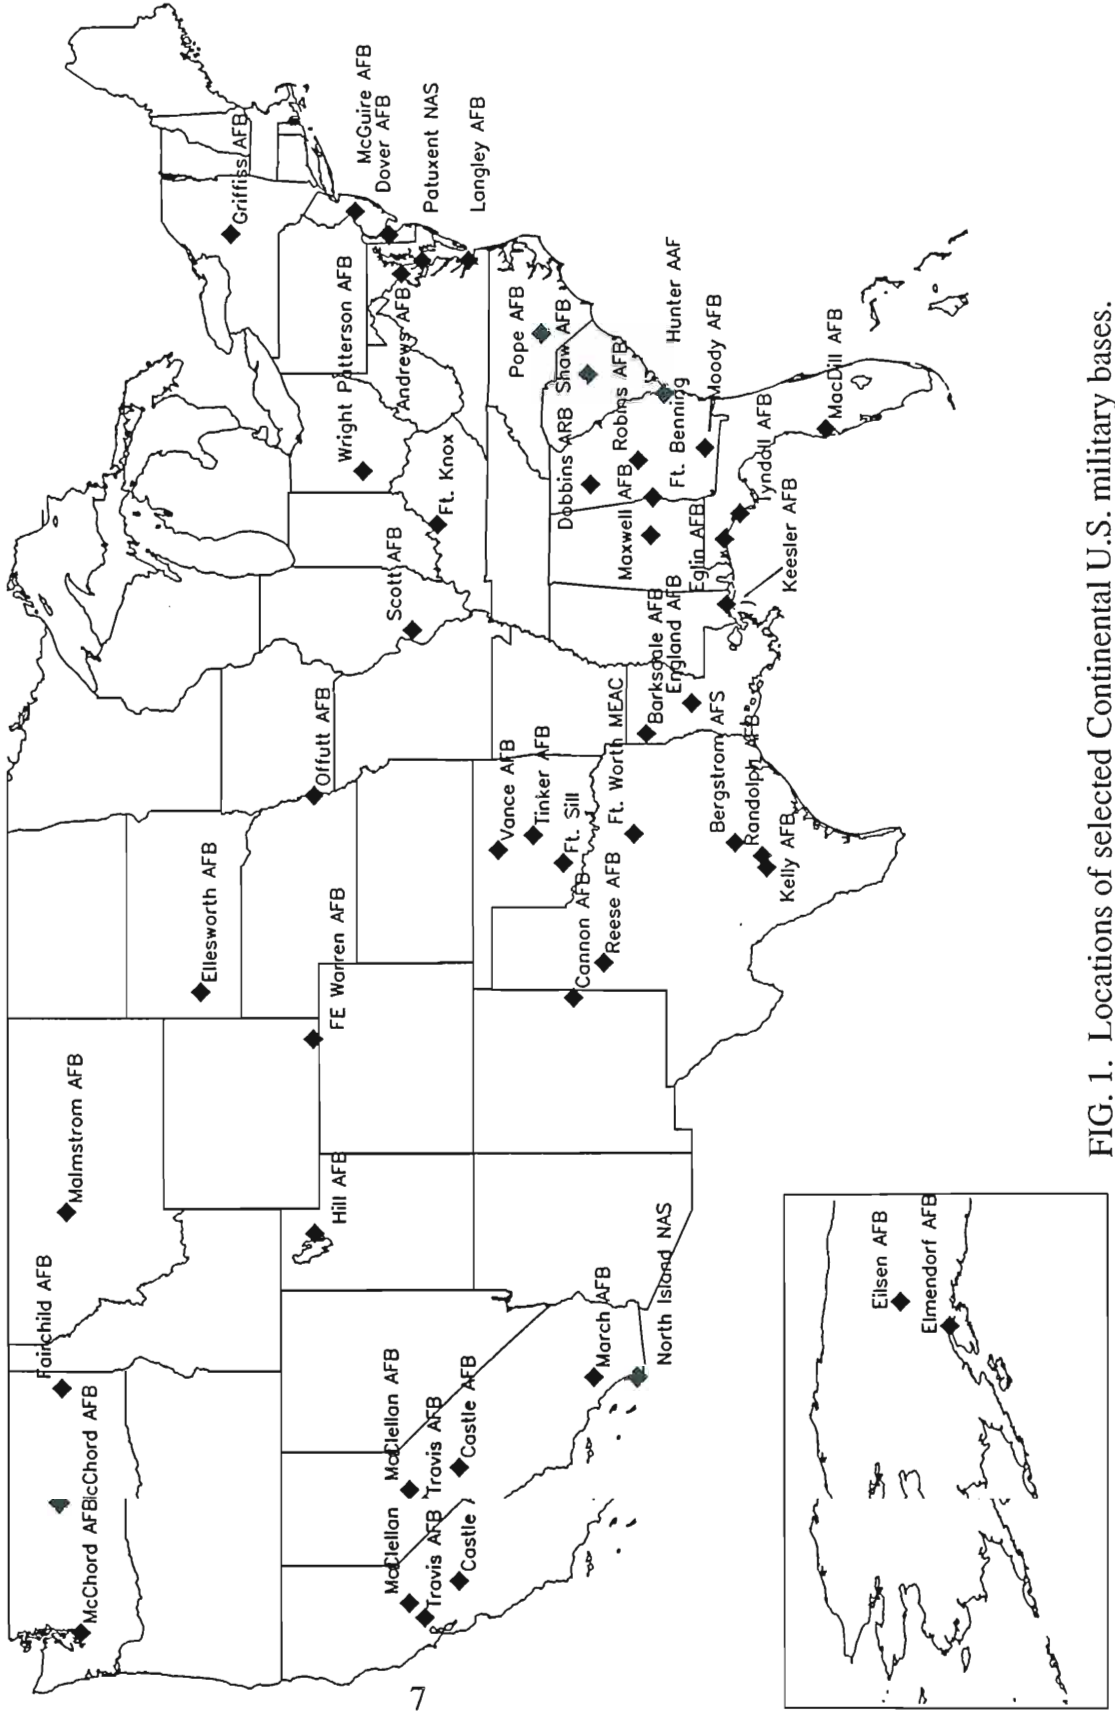 McChord AFBicChord AFB
Fairchild AFB
Malmstrom AFB
Ellesworth AFB
Griffiss AFB
Hill AFB
FE Warren AFB
Offutt AFB
Wright Patterson AFB
McGuire AFB
Dover AFB
Andrews AFB
Patuxent NAS
Langley AFB
McClellan
McClellan AFB
Travis AFB
Travis AFB
Castle
Castle AFB
Scott AFB
Ft. Knox
Vance AFB
Tinker AFB
Ft. Sill
Pope AFB
Shaw AFB
Dobbins ARB
Robins AFB
Hunter AAF
March AFB
North Island NAS
Cannon AFB
Reese AFB
Ft. Worth MEAC
Barksdale AFB
England AFB
Maxwell AFB
Ft. Benning
Moody AFB
Eglin AFB
Tyndall AFB
Keesler AFB
MacDill AFB
Bergstrom AFS
Randolph AFB
Kelly AFB
Eilsen AFB
Elmendorf AFB
FIG. 1. Locations of selected Continental U.S. military bases.
7